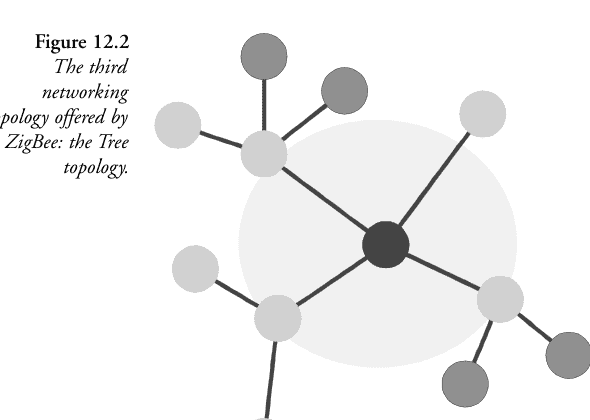 Figure 12.2
The third
networking
pology offered by
ZigBee: the Tree
topology.